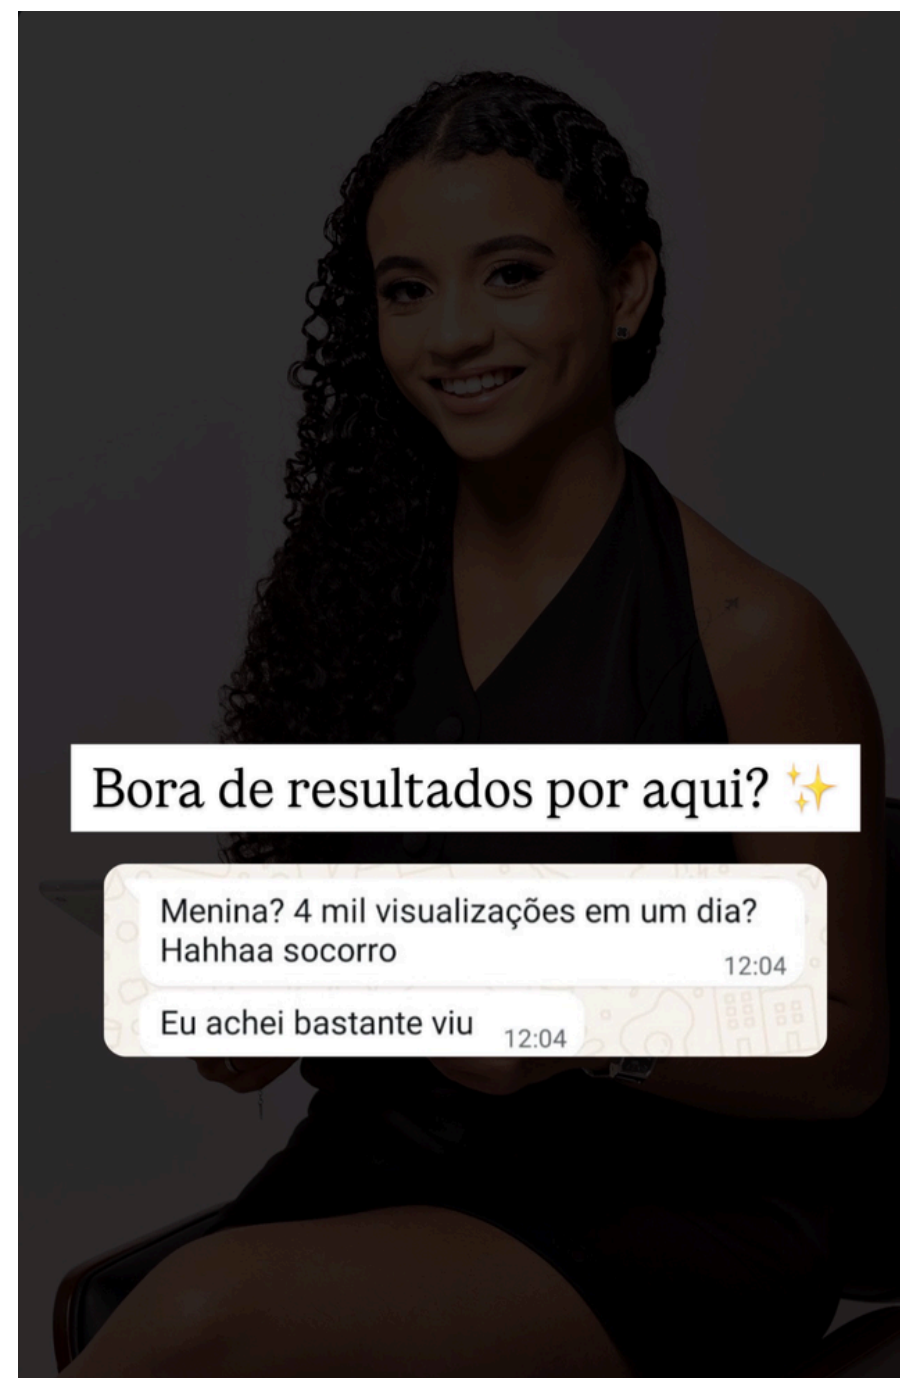 Bora de resultados por aqui? ✨
Menina? 4 mil visualizações em um dia?
Hahhaa socorro
12:04
Eu achei bastante viu
12:04